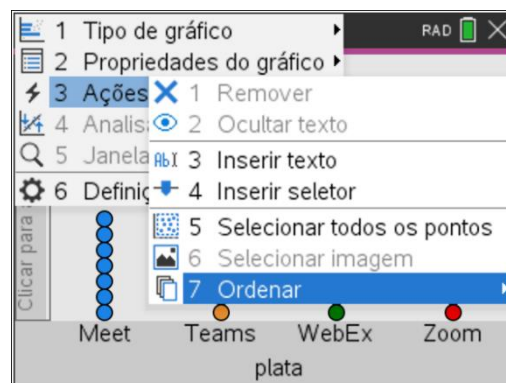 1 Tipo de gráfico
RAD
2 Propriedades do gráfico
3 Ações
1 Remover
4 Analis
2 Ocultar texto
5 Janela
3 Inserir texto
6 Definiç
4 Inserir seletor
5 Selecionar todos os pontos
6 Selecionar imagem
7 Ordenar
Clicar para
Meet Teams WebEx Zoom
plata